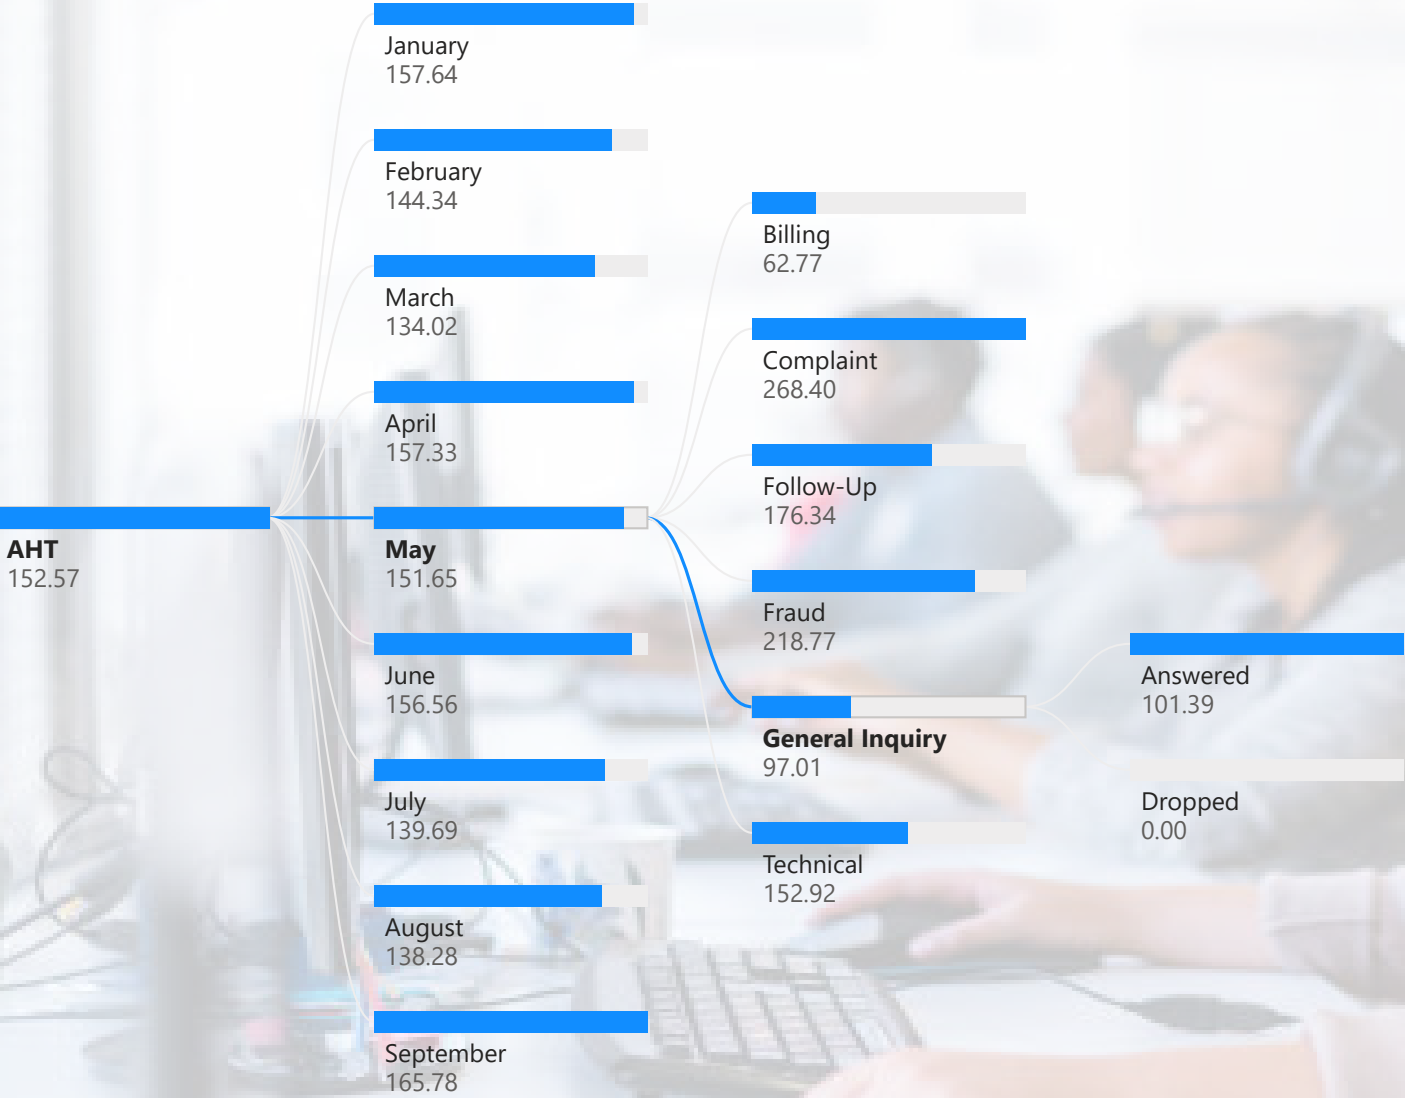 AHT
152.57
January
157.64
February
144.34
March
134.02
April
157.33
May
151.65
June
156.56
July
139.69
August
138.28
September
165.78
Billing
62.77
Complaint
268.40
Follow-Up
176.34
Fraud
218.77
General Inquiry
97.01
Technical
152.92
Answered
101.39
Dropped
0.00